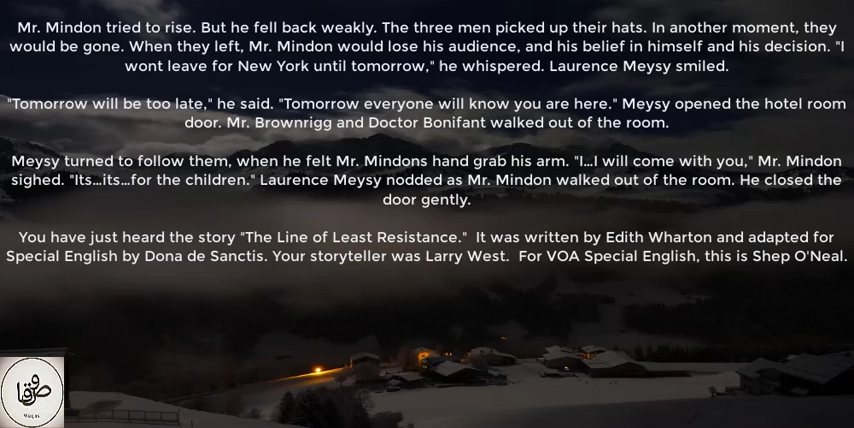 Mr. Mindon tried to rise. But he fell back weakly. The three men picked up their hats. In another moment, they
would be gone. When they left, Mr. Mindon would lose his audience, and his belief in himself and his decision. "I
wont leave for New York until tomorrow," he whispered. Laurence Meysy smiled.
"Tomorrow will be too late," he said. "Tomorrow everyone will know you are here." Meysy opened the hotel room
door. Mr. Brownrigg and Doctor Bonifant walked out of the room.
Meysy turned to follow them, when he felt Mr. Mindons hand grab his arm. "I…I will come with you," Mr. Mindon
sighed. "Its…its…for the children." Laurence Meysy nodded as Mr. Mindon walked out of the room. He closed the
door gently.
You have just heard the story "The Line of Least Resistance."  It was written by Edith Wharton and adapted for
Special English by Dona de Sanctis. Your storyteller was Larry West.  For VOA Special English, this is Shep O'Neal.